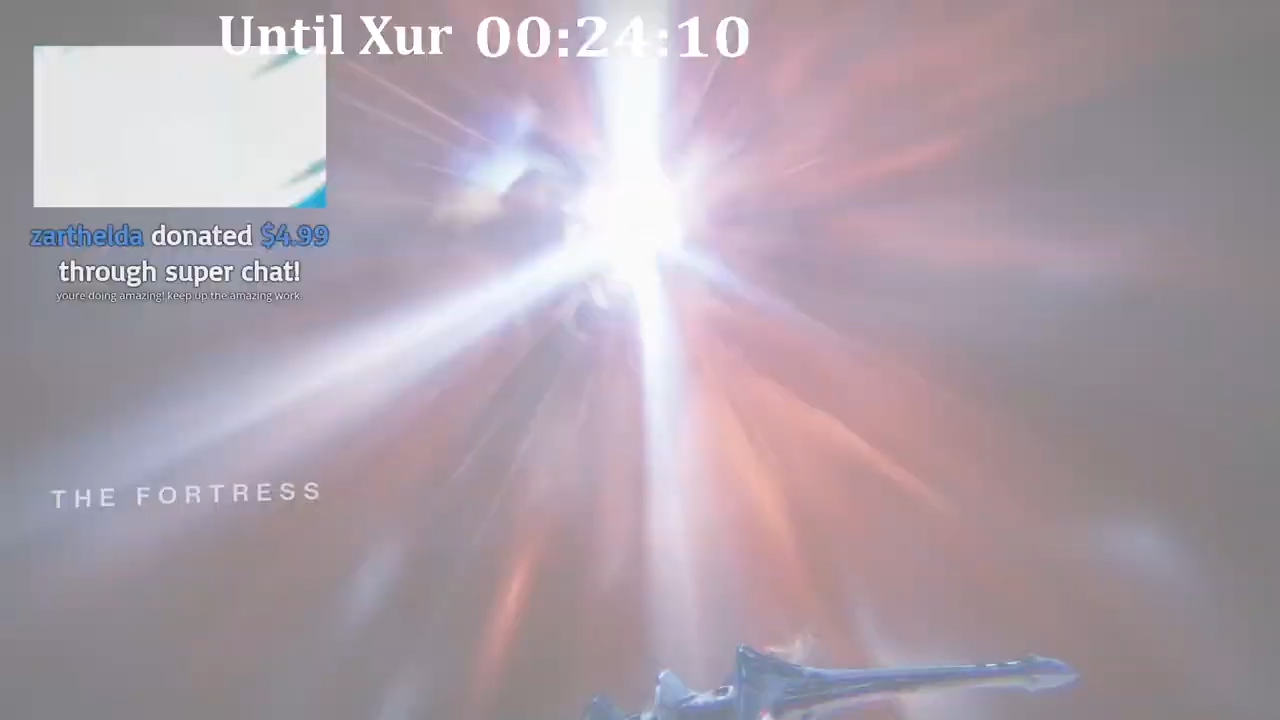 Until Xur 00:24:10
zarthelda donated $4.99
through super chat!
youre doing amazing! keep up the amazing work.
THE FORTRESS